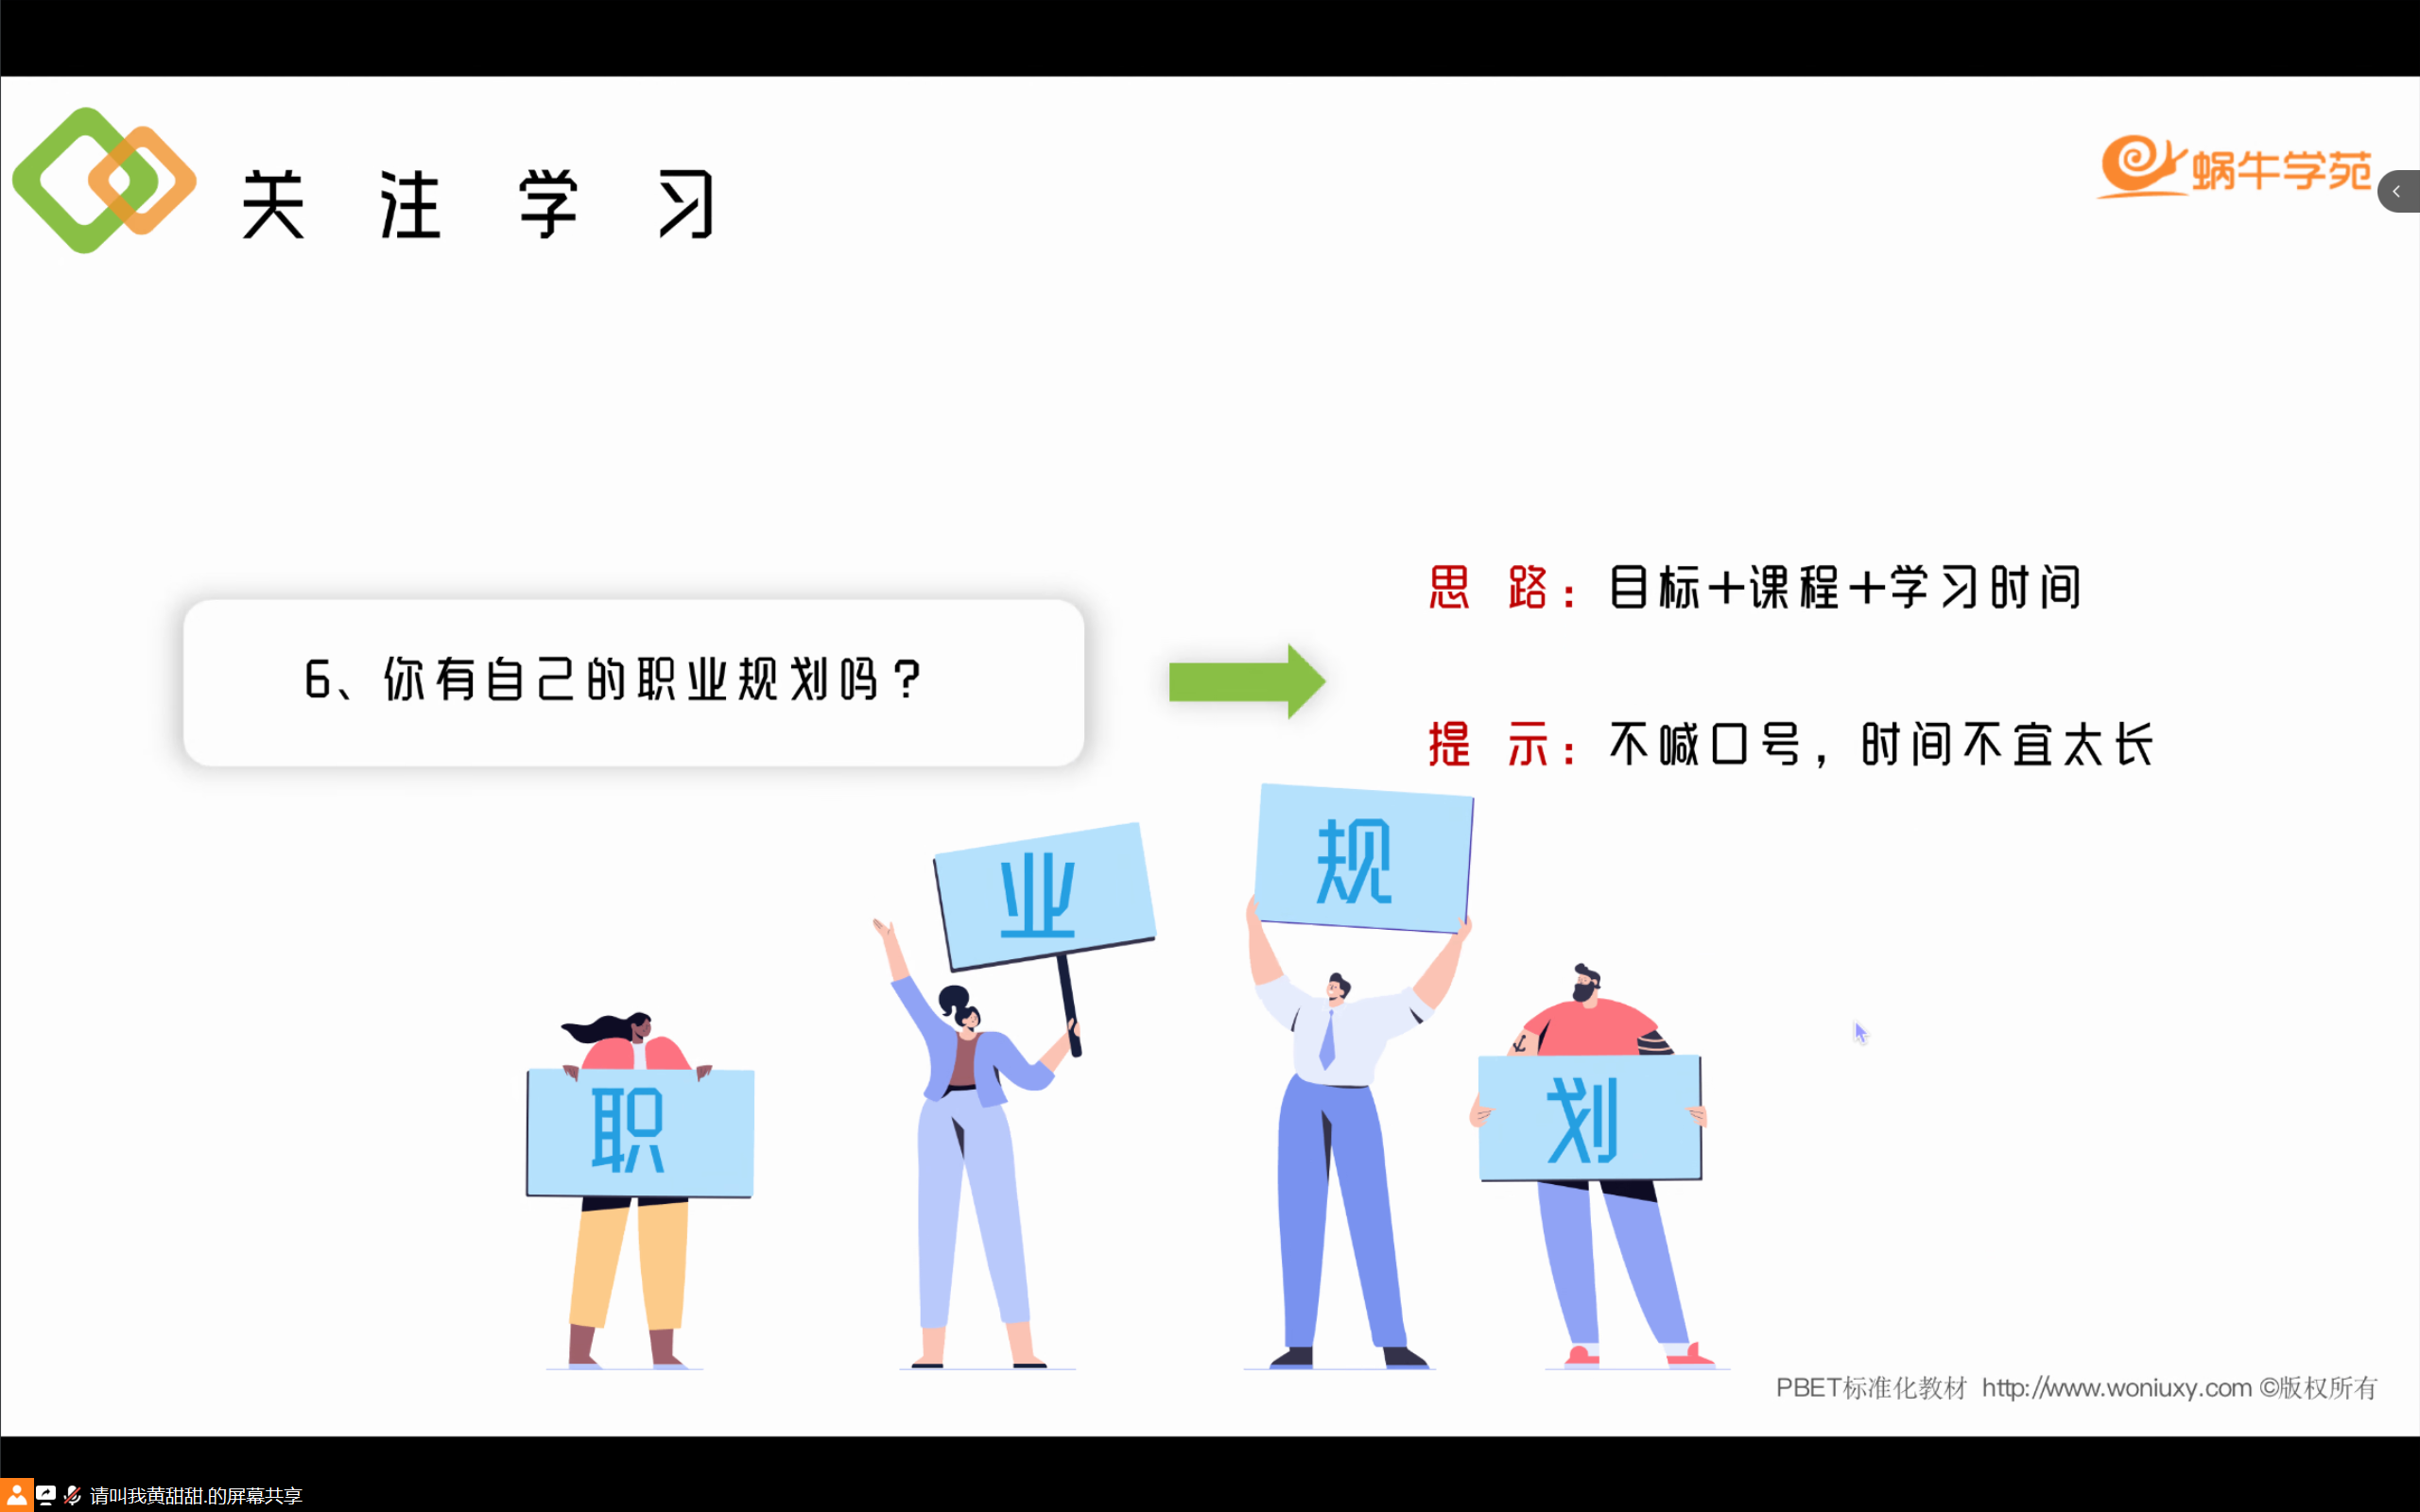 关注学习
蜗牛学苑
思路：目标+课程+学习时间
6、你有自己的职业规划吗？
提示：不喊口号，时间不宜太长
职
业
规
划
PBET标准化教材 http://www.woniuxy.com ©版权所有
请叫我黄甜甜.的屏幕共享